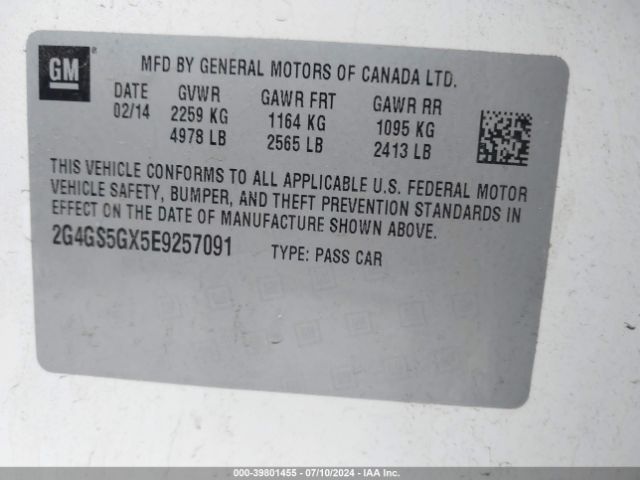 GM ®
MFD BY GENERAL MOTORS OF CANADA LTD.
DATE GVWR GAWR FRT GAWR RR
02/14 2259 KG 1164 KG 1095 KG
4978 LB 2565 LB 2413 LB
THIS VEHICLE CONFORMS TO ALL APPLICABLE U.S. FEDERAL MOTOR
VEHICLE SAFETY, BUMPER, AND THEFT PREVENTION STANDARDS IN
EFFECT ON THE DATE OF MANUFACTURE SHOWN ABOVE.
2G4GS5GX5E9257091 TYPE: PASS CAR
000-39801455 - 07/10/2024 - IAAI.com